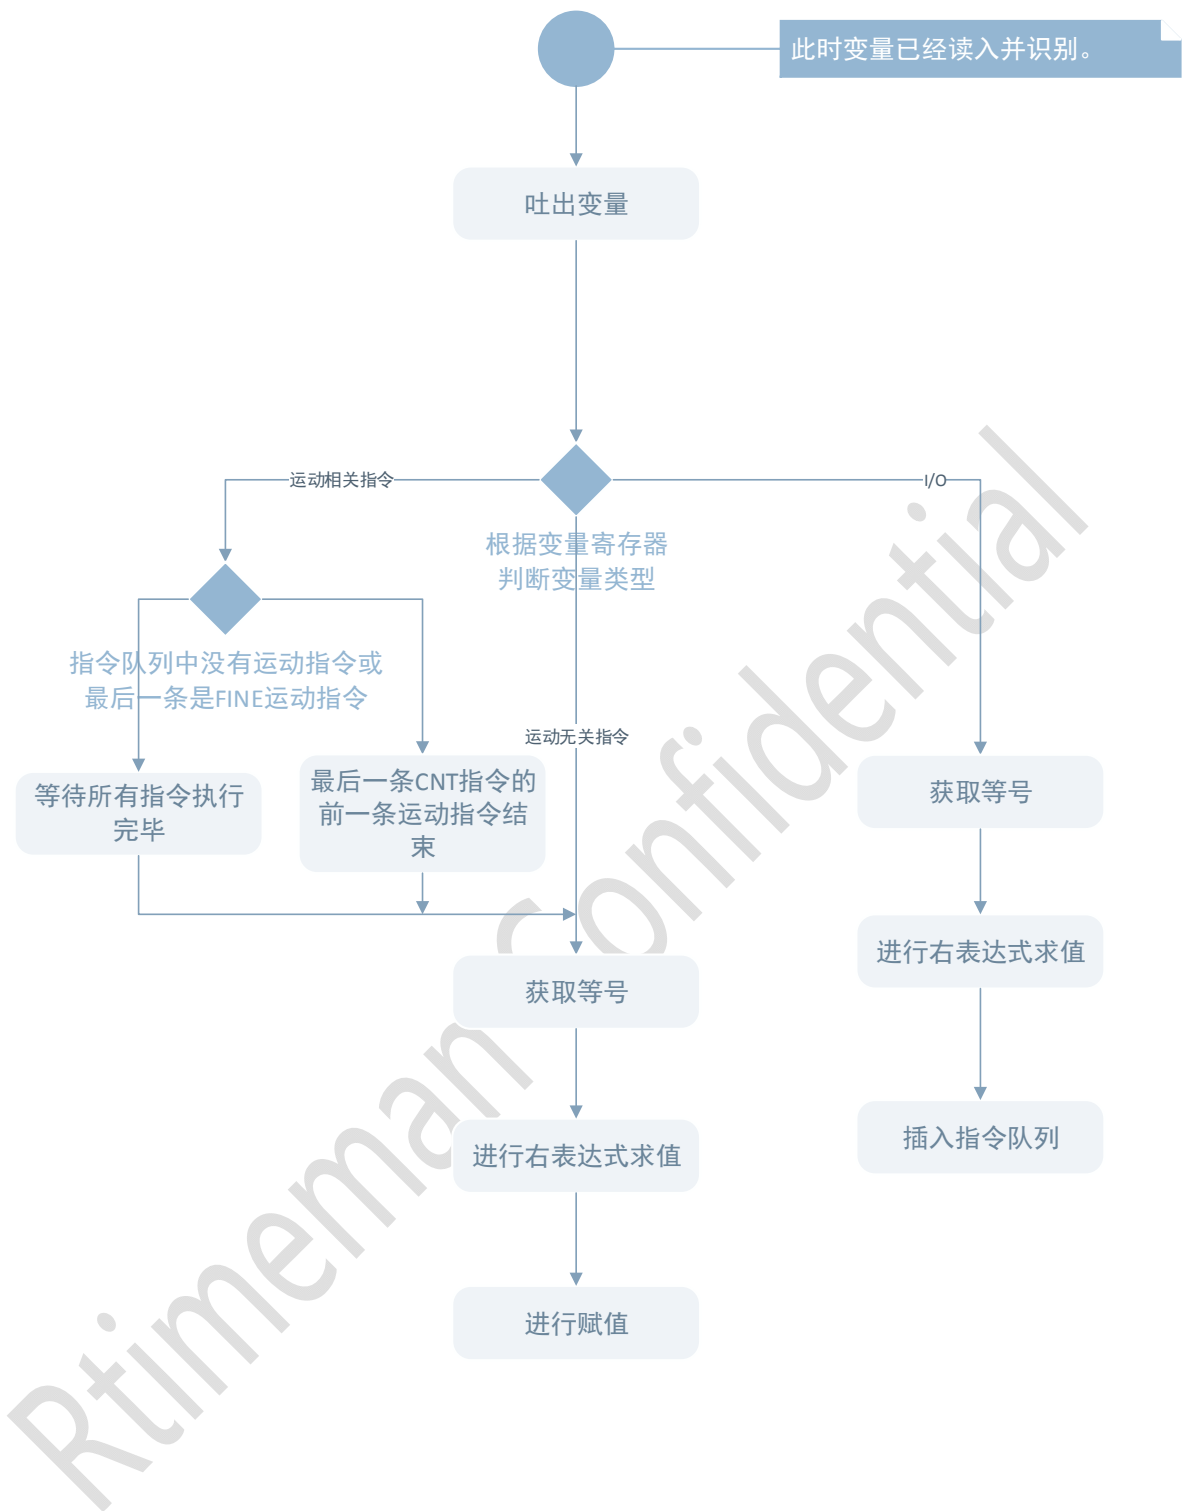 此时变量已经读入并识别。
吐出变量
运动相关指令
I/O
根据变量寄存器
判断变量类型
指令队列中没有运动指令或
最后一条是FINE运动指令
运动无关指令
等待所有指令执行
完毕
最后一条CNT指令的
前一条运动指令结
束
获取等号
进行右表达式求值
获取等号
进行右表达式求值
插入指令队列
进行赋值
Rtimeman Confidential